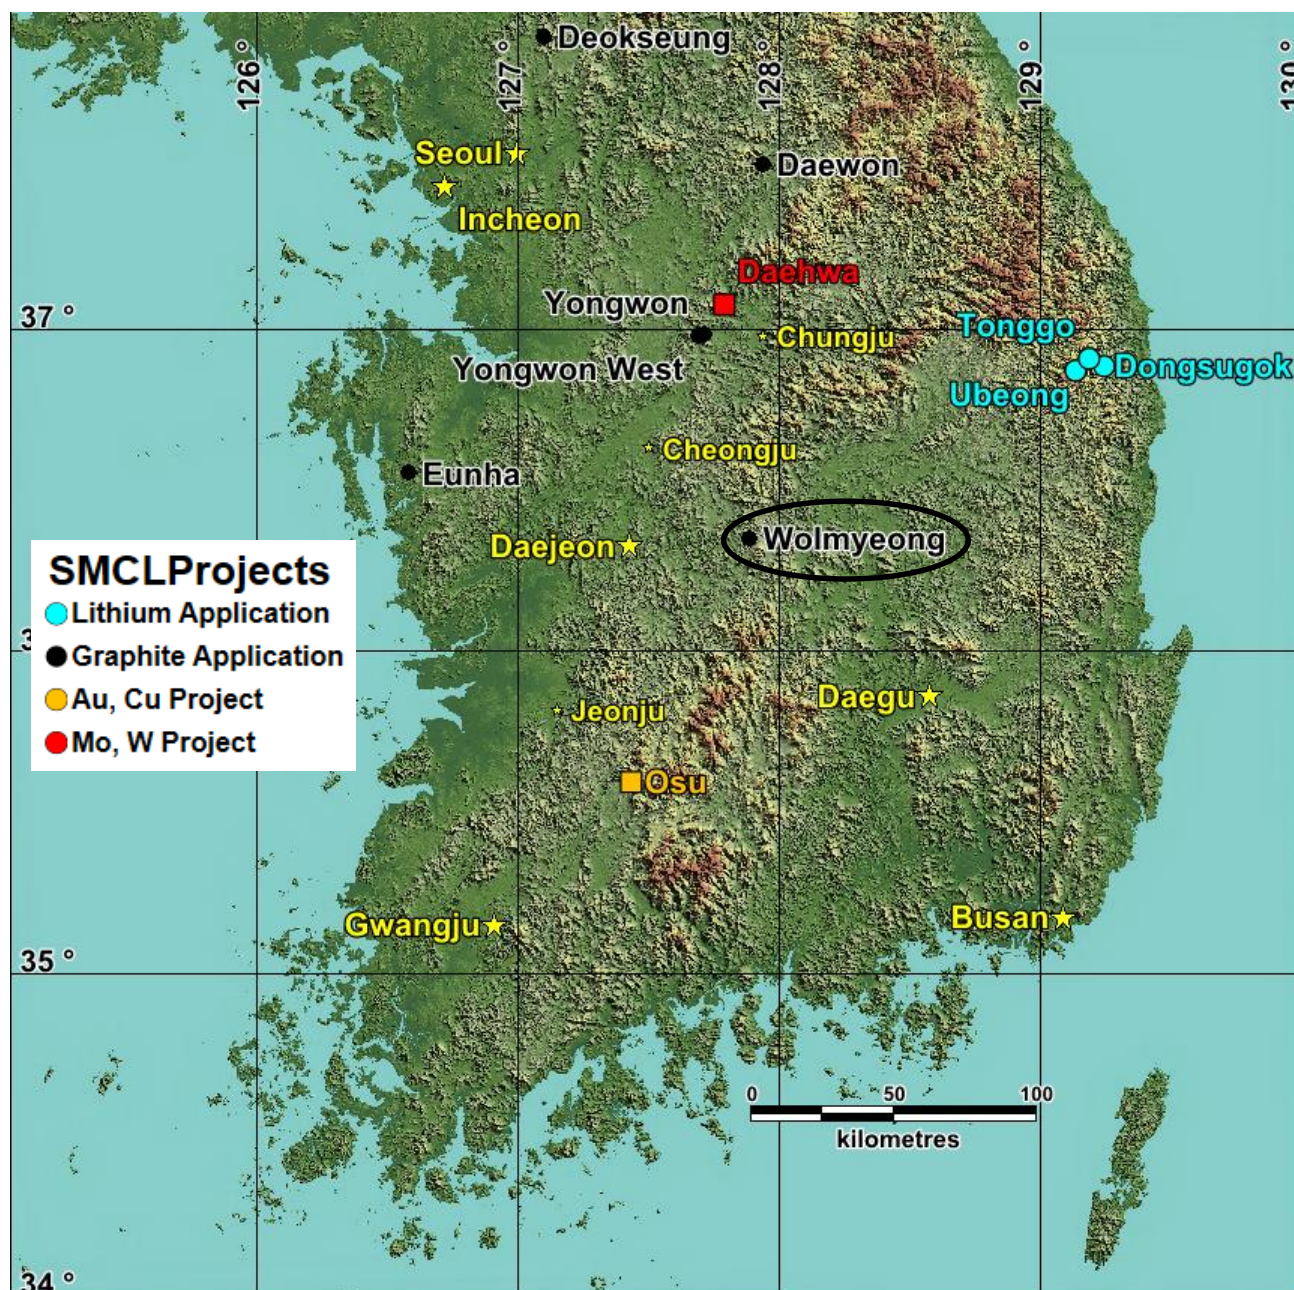 126 °
127 °
128 °
129 °
130 °
Deokseung
Seoul
Daewon
Incheon
Daehwa
Yongwon
37 °
Tonggo
Chungju
Yongwon West
Dongsugok
Ubeong
Cheongju
Eunha
Wolmyeong
Daejeon
SMCLProjects
Lithium Application
Graphite Application
Au, Cu Project
Mo, W Project
Daegu
Jeonju
Osu
Gwangju
Busan
35 °
0 50 100
kilometres
34 °